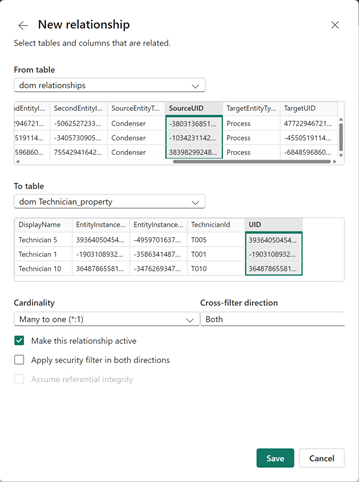 New relationship
Select tables and columns that are related.
From table
dom relationships
ndEntityI... SecondEntityI... SourceEntityT... SourceUID TargetEntityTy... TargetUID
2946721... -5062527233... Condenser -3803136851... Process 47722946721...
0519114... -3405730905... Condenser -1034231142... Process -4550519114...
8596860... 75542941642... Condenser 38398299248... Process -6848596860...
To table
dom Technician_property
DisplayName EntityInstance... EntityInstance... TechnicianId UID
Technician 5 39364050454... -4959701637... T005 39364050454...
Technician 1 -1903108932... -3586341487... T001 -1903108932...
Technician 10 36487865581... -3476269347... T010 36487865581...
Cardinality Cross-filter direction
Many to one (*:1) Both
Make this relationship active
Apply security filter in both directions
Assume referential integrity
Save Cancel